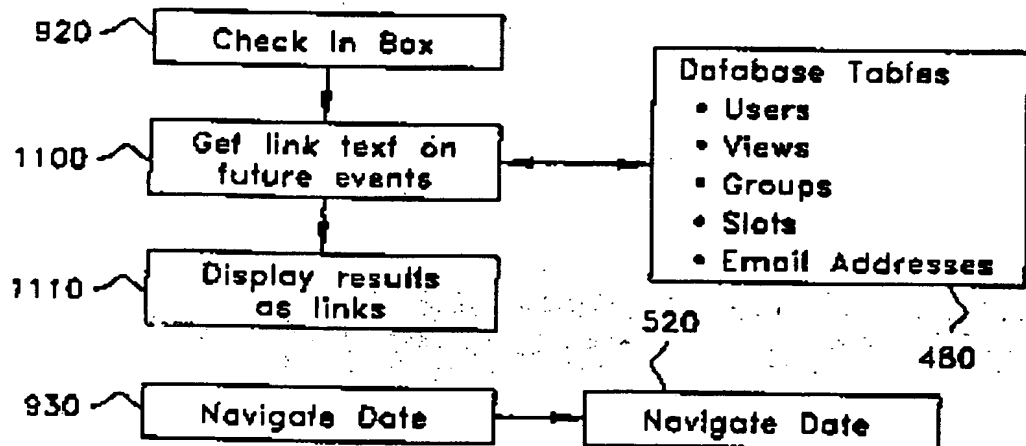 920
Check In Box
1100
Get link text on
future events
1110
Display results
as links
Database Tables
• Users
• Views
• Groups
• Slots
• Email Addresses
480
520
930
Navigate Date
Navigate Date